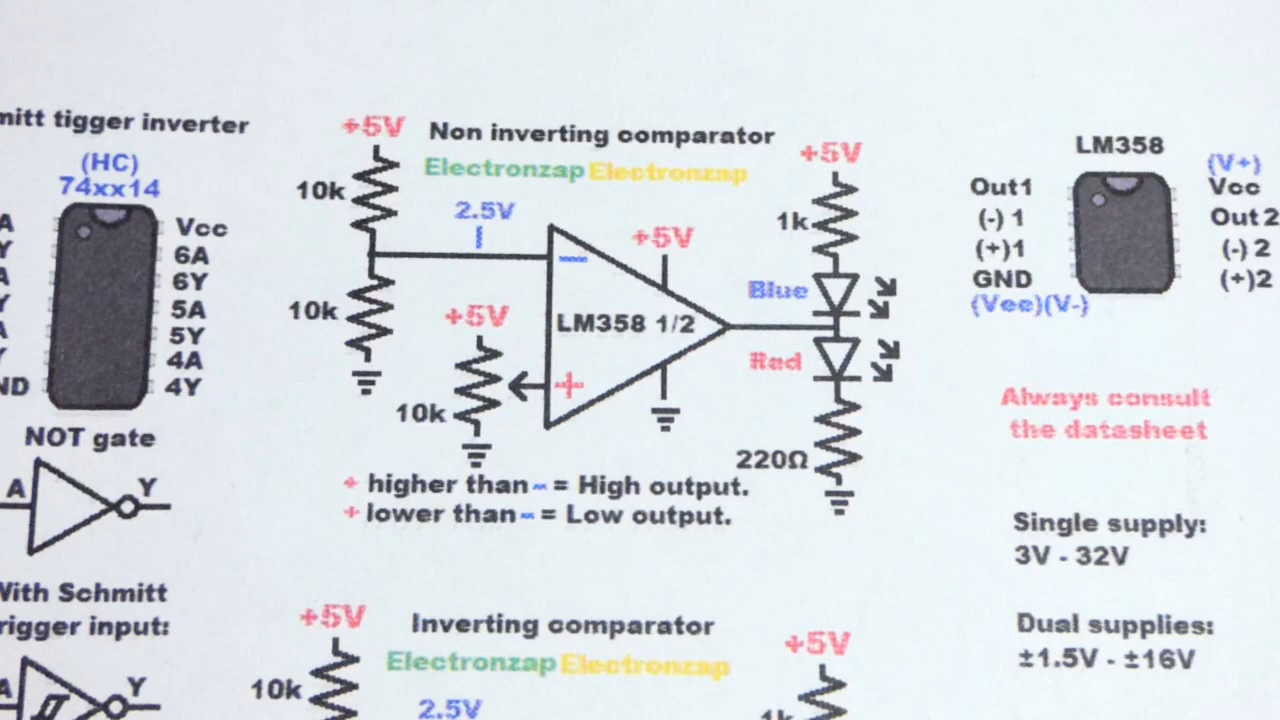 mitt tigger inverter
(HC)
74xx14
A
Y
A
Y
A
Y
ND
Vcc
6A
6Y
5A
5Y
4A
4Y
NOT gate
A
Y
With Schmitt
rigger input:
A
Y
Non inverting comparator
Electronzap Electronzap
+5V
10k
2.5V
10k
+5V
10k
+5V
LM358 1/2
+5V
1k
Blue
Red
220Ω
+ higher than - = High output.
+ lower than - = Low output.
Inverting comparator
Electronzap Electronzap
+5V
10k
2.5V
+5V
1k
LM358
Out1
(-) 1
(+)1
GND
(Vee)(V-)
(V+)
Vcc
Out 2
(-) 2
(+)2
Always consult
the datasheet
Single supply:
3V - 32V
Dual supplies:
±1.5V - ±16V